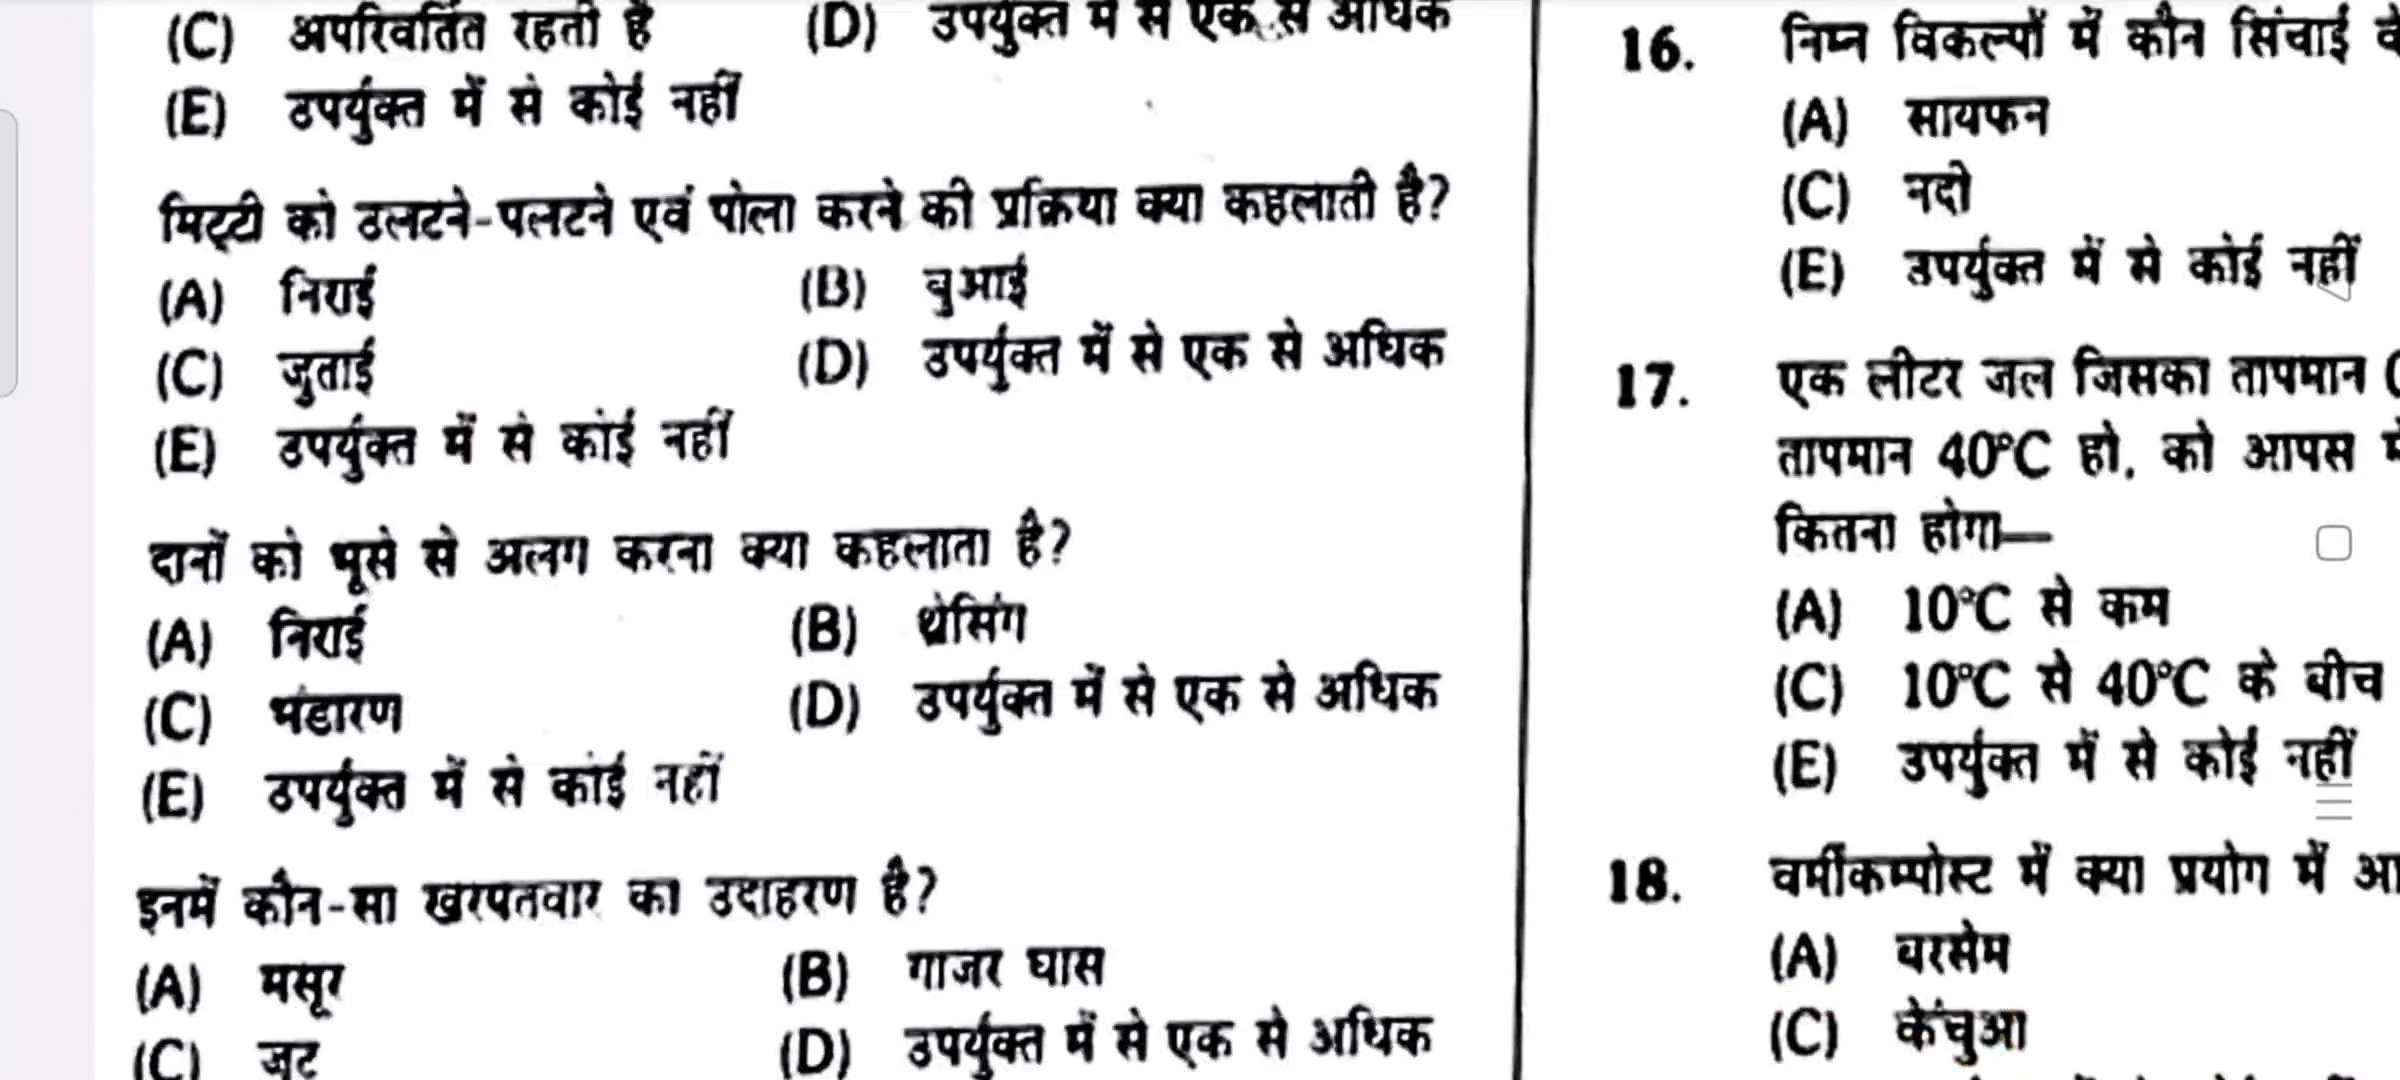 (C) अपरिवर्तित रहती है (D) उपर्युक्त में से एक से अधिक
(E) उपर्युक्त में से कोई नहीं
मिट्टी को उलटने-पलटने एवं पोला करने की प्रक्रिया क्या कहलाती है?
(A) निराई (B) बुआई
(C) जुताई (D) उपर्युक्त में से एक से अधिक
(E) उपर्युक्त में से कोई नहीं
दानों को भूसे से अलग करना क्या कहलाता है?
(A) निराई (B) थ्रेसिंग
(C) भंडारण (D) उपर्युक्त में से एक से अधिक
(E) उपर्युक्त में से कोई नहीं
इनमें कौन-सा खरपतवार का उदाहरण है?
(A) मसूर (B) गाजर घास
(C) जूट (D) उपर्युक्त में से एक से अधिक
16. निम्न विकल्पों में कौन सिंचाई
(A) सायफन
(C) नदी
(E) उपर्युक्त में से कोई नहीं
17. एक लीटर जल जिसका तापमान
तापमान 40°C हो, को आपस
कितना होगा—
(A) 10°C से कम
(C) 10°C से 40°C के बीच
(E) उपर्युक्त में से कोई नहीं
18. वर्मीकम्पोस्ट में क्या प्रयोग में
(A) बरसेम
(C) केंचुआ